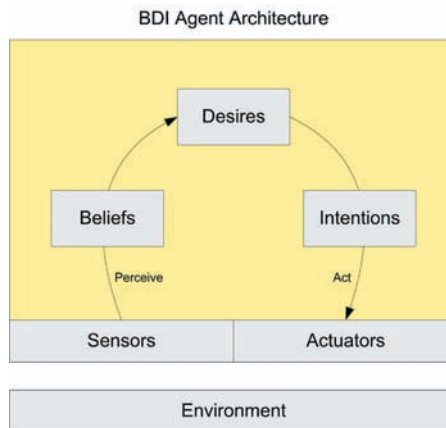 BDI Agent Architecture
Desires
Beliefs
Intentions
Perceive
Act
Sensors
Actuators
Environment